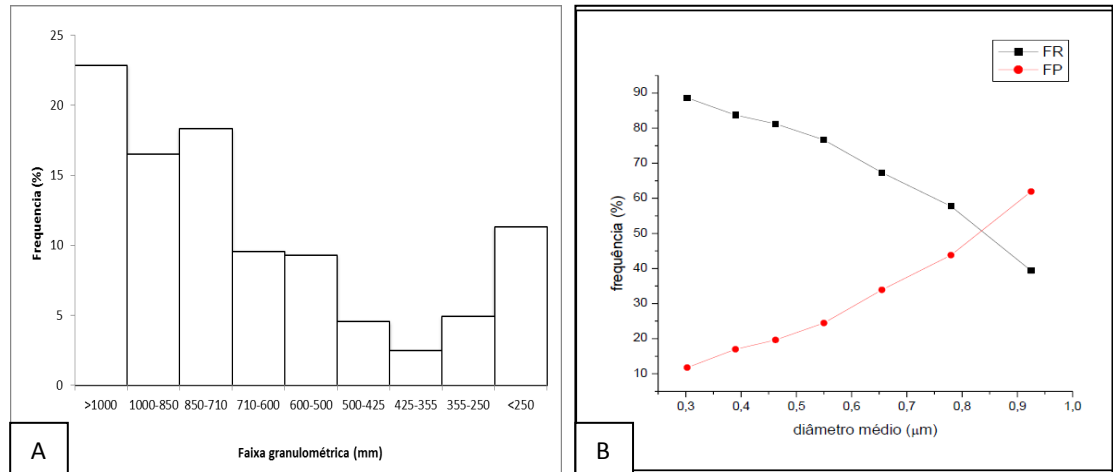 25
20
15
10
5
0
Frequencia (%)
>1000 1000-850 850-710 710-600 600-500 500-425 425-355 355-250 <250
Faixa granulométrica (mm)
A
FR
FP
90
80
70
60
50
40
30
20
10
frequência (%)
0,3 0,4 0,5 0,6 0,7 0,8 0,9 1,0
diâmetro médio (μm)
B